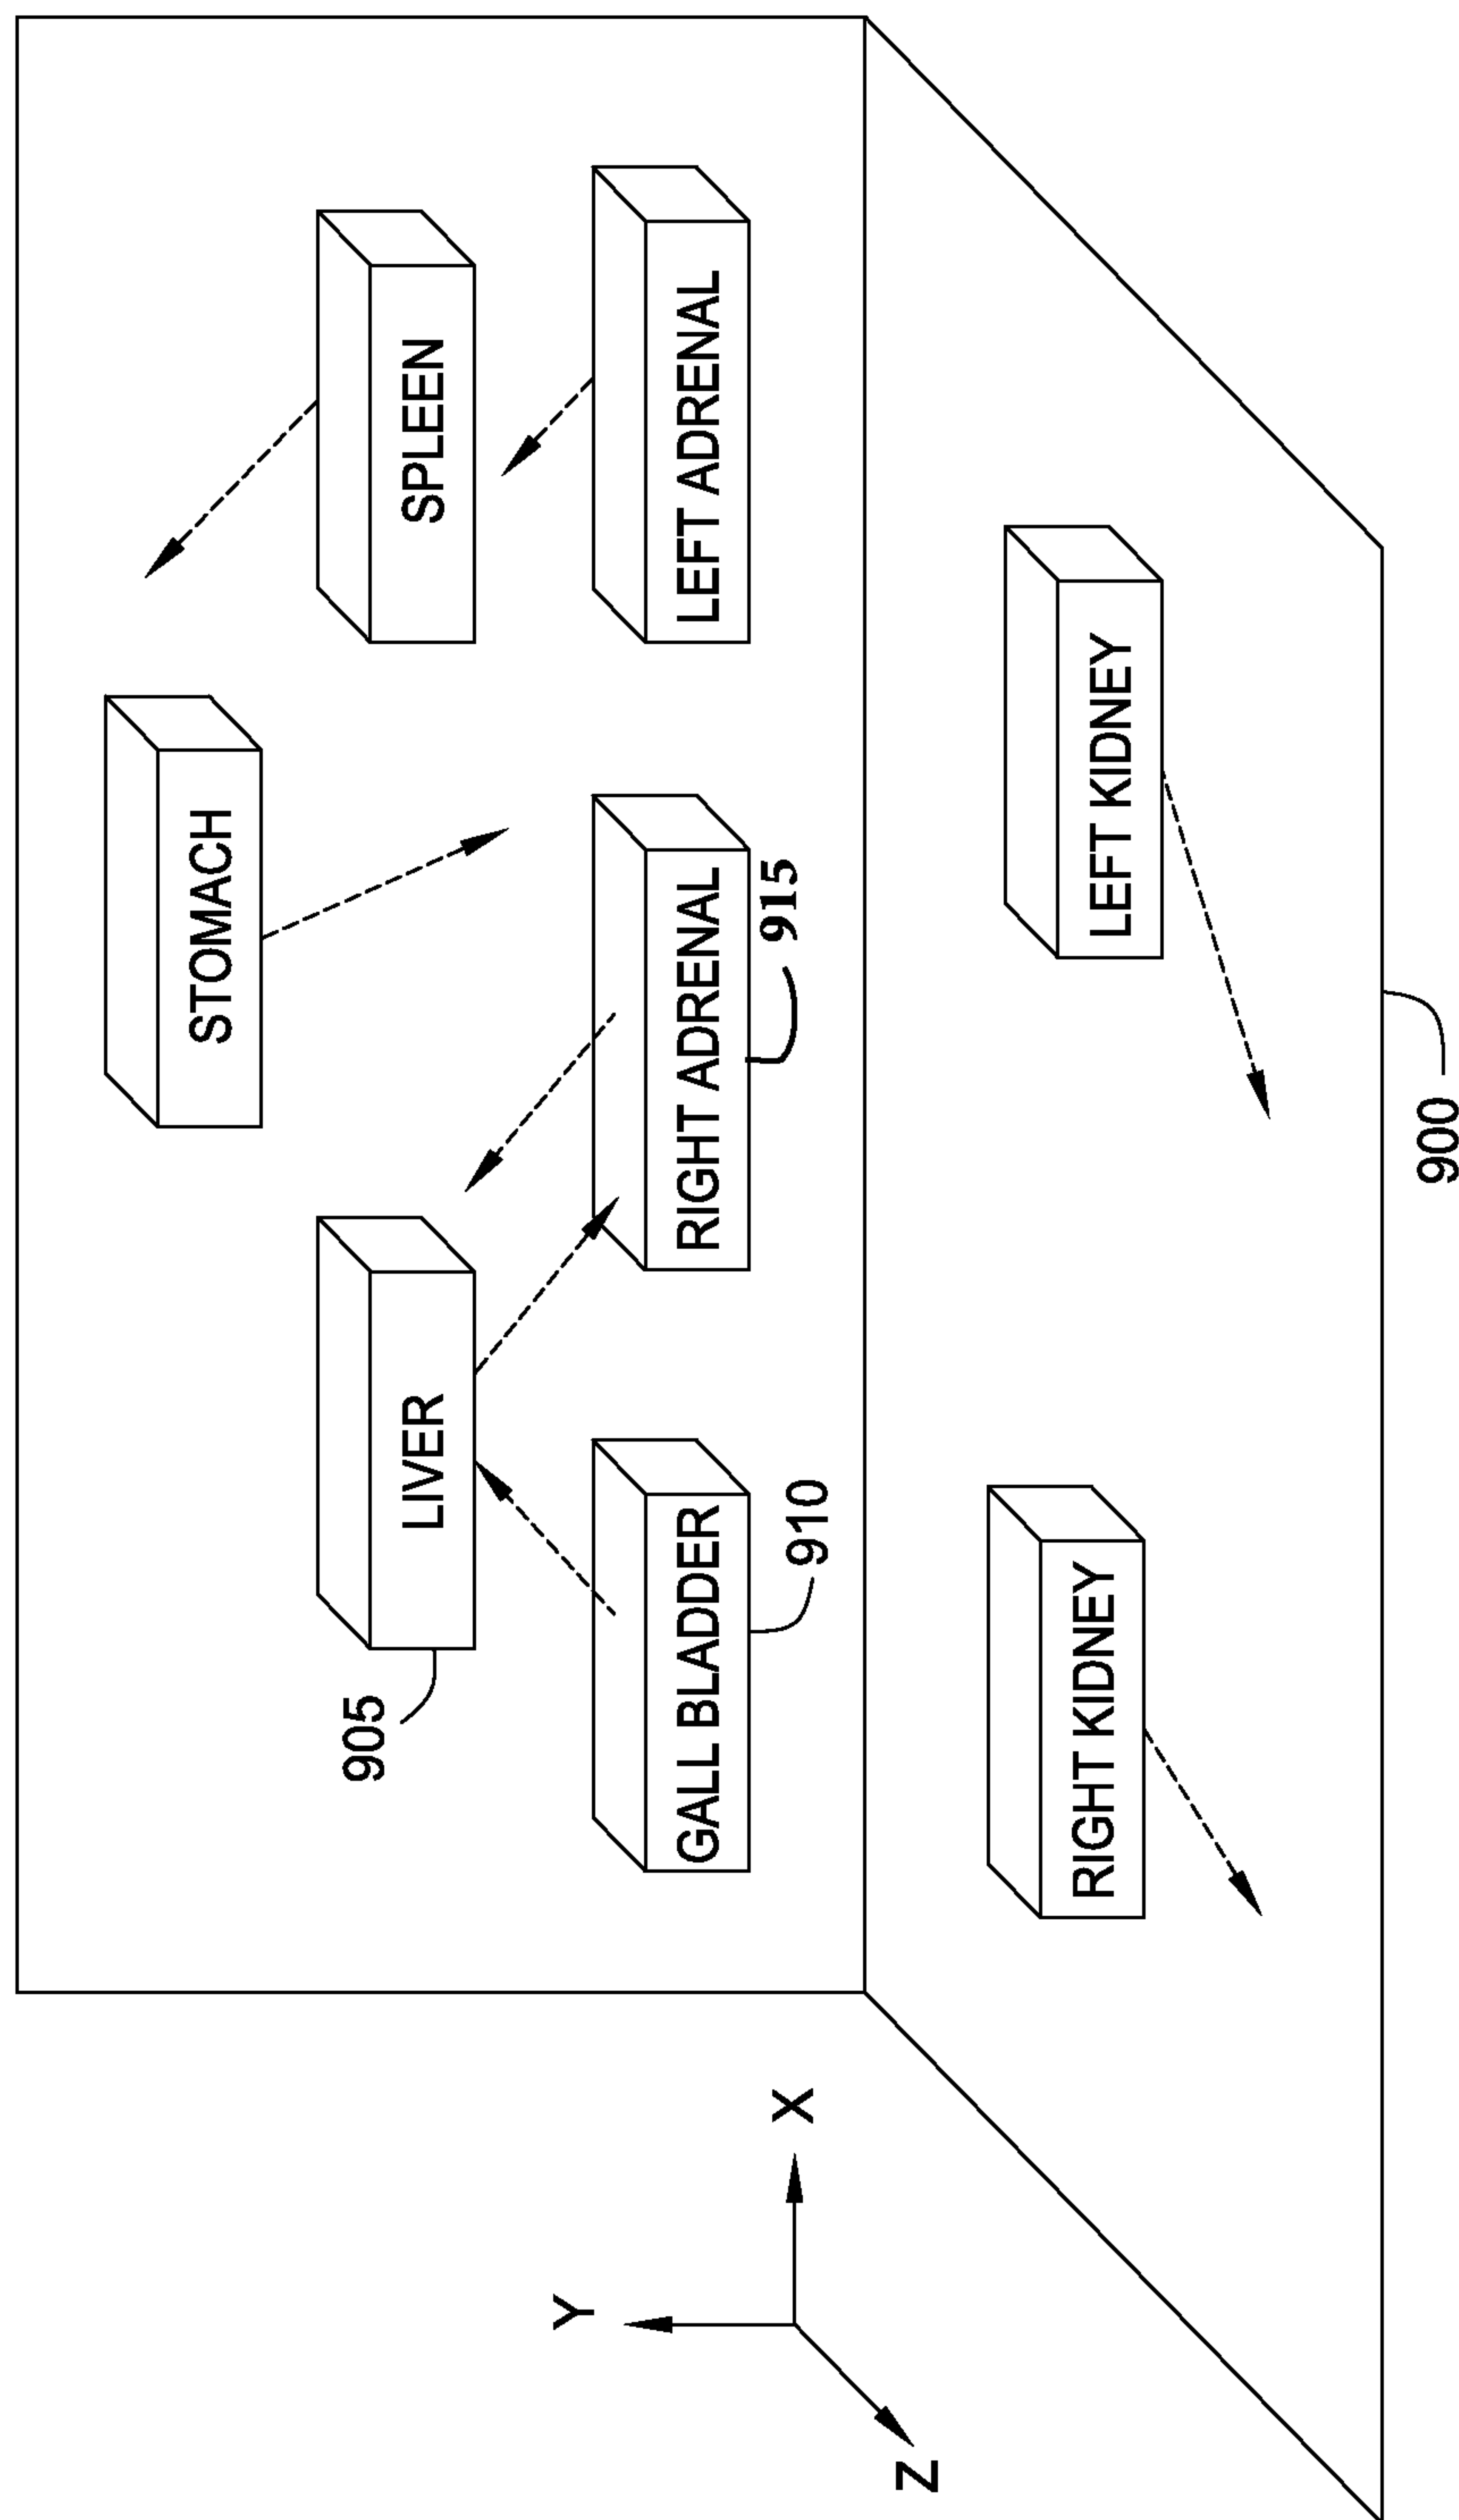 STOMACH
905
LIVER
SPLEEN
Y
GALL BLADDER
RIGHT ADRENAL
LEFT ADRENAL
X
910
915
Z
RIGHT KIDNEY
LEFT KIDNEY
900